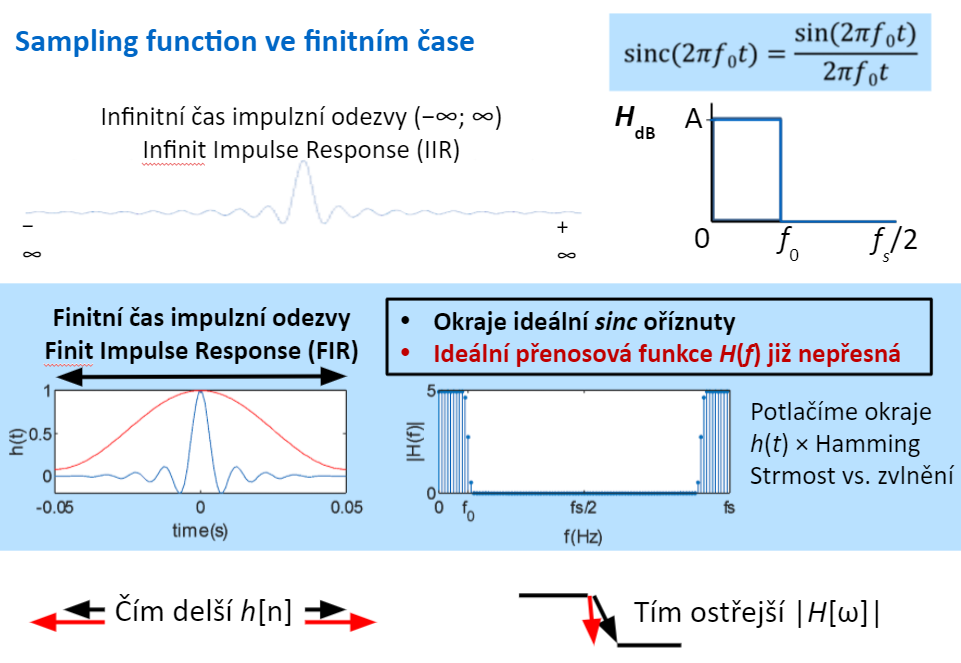 Sampling function ve finitním čase
sinc(2πf₀t) = sin(2πf₀t) / 2πf₀t
Infinitní čas impulzní odezvy (−∞; ∞)
Infinit Impulse Response (IIR)
− ∞
+ ∞
H dB
A
0 f₀ fₛ/2
Finitní čas impulzní odezvy
Finit Impulse Response (FIR)
• Okraje ideální sinc oříznuty
• Ideální přenosová funkce H(f) již nepřesná
h(t)
1
0.5
0
-0.05 0 0.05
time(s)
|H(f)|
5
0
0 f₀ fs/2 fs
f(Hz)
Potlačíme okraje
h(t) × Hamming
Strmost vs. zvlnění
Čím delší h[n]
Tím ostřejší |H[ω]|